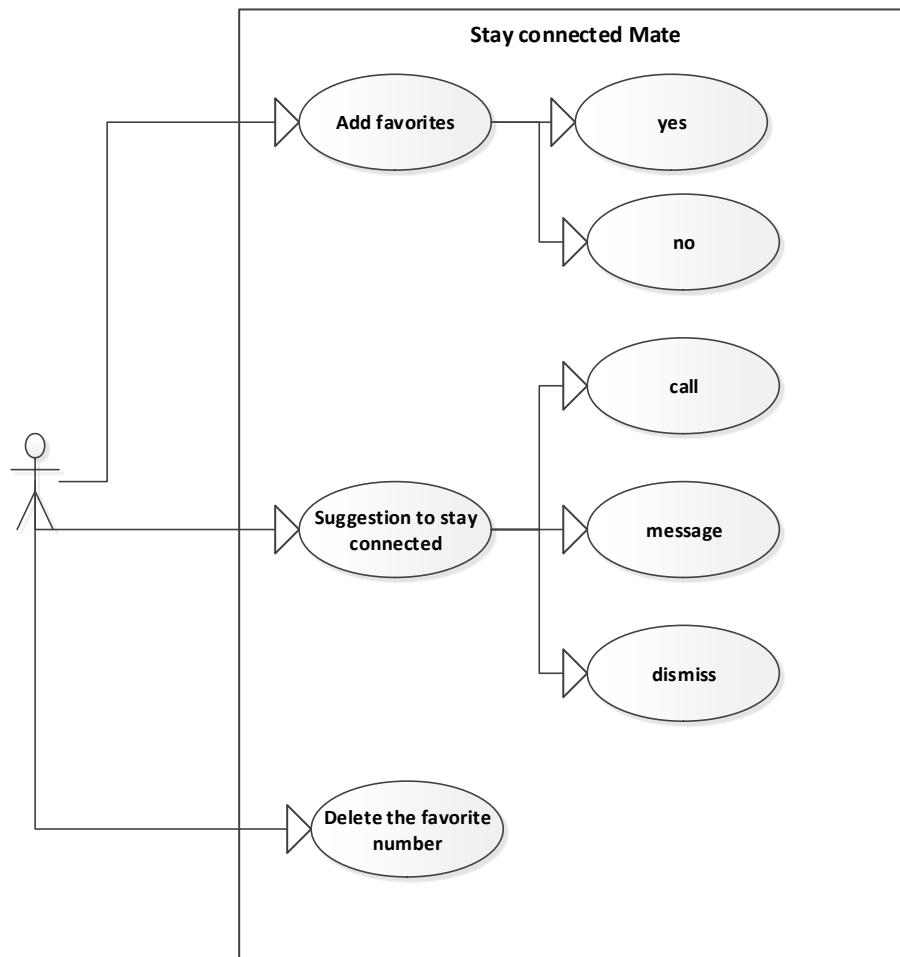 Stay connected Mate
Add favorites
yes
no
call
Suggestion to stay
connected
message
dismiss
Delete the favorite
number